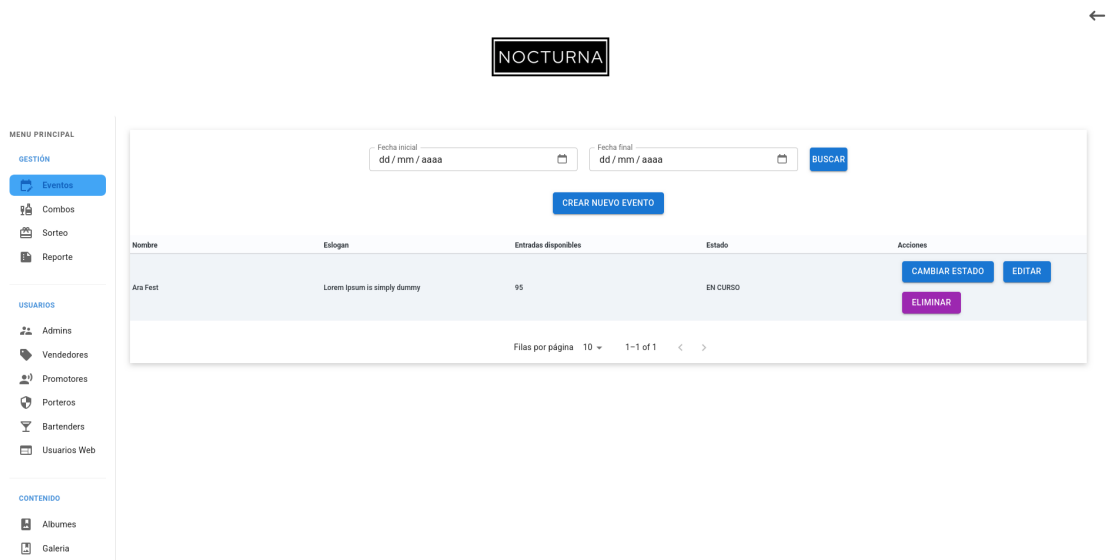 NOCTURNA
MENU PRINCIPAL
GESTIÓN
Eventos
Combos
Sorteo
Reporte
USUARIOS
Admins
Vendedores
Promotores
Porteros
Bartenders
Usuarios Web
CONTENIDO
Albumes
Galeria
Fecha inicial Fecha final
dd/mm/aaaa dd/mm/aaaa BUSCAR
CREAR NUEVO EVENTO
Nombre Eslogan Entradas disponibles Estado Acciones
Ara Fest Lorem Ipsum is simply dummy 95 EN CURSO CAMBIAR ESTADO EDITAR
ELIMINAR
Filas por página 10 1–1 of 1